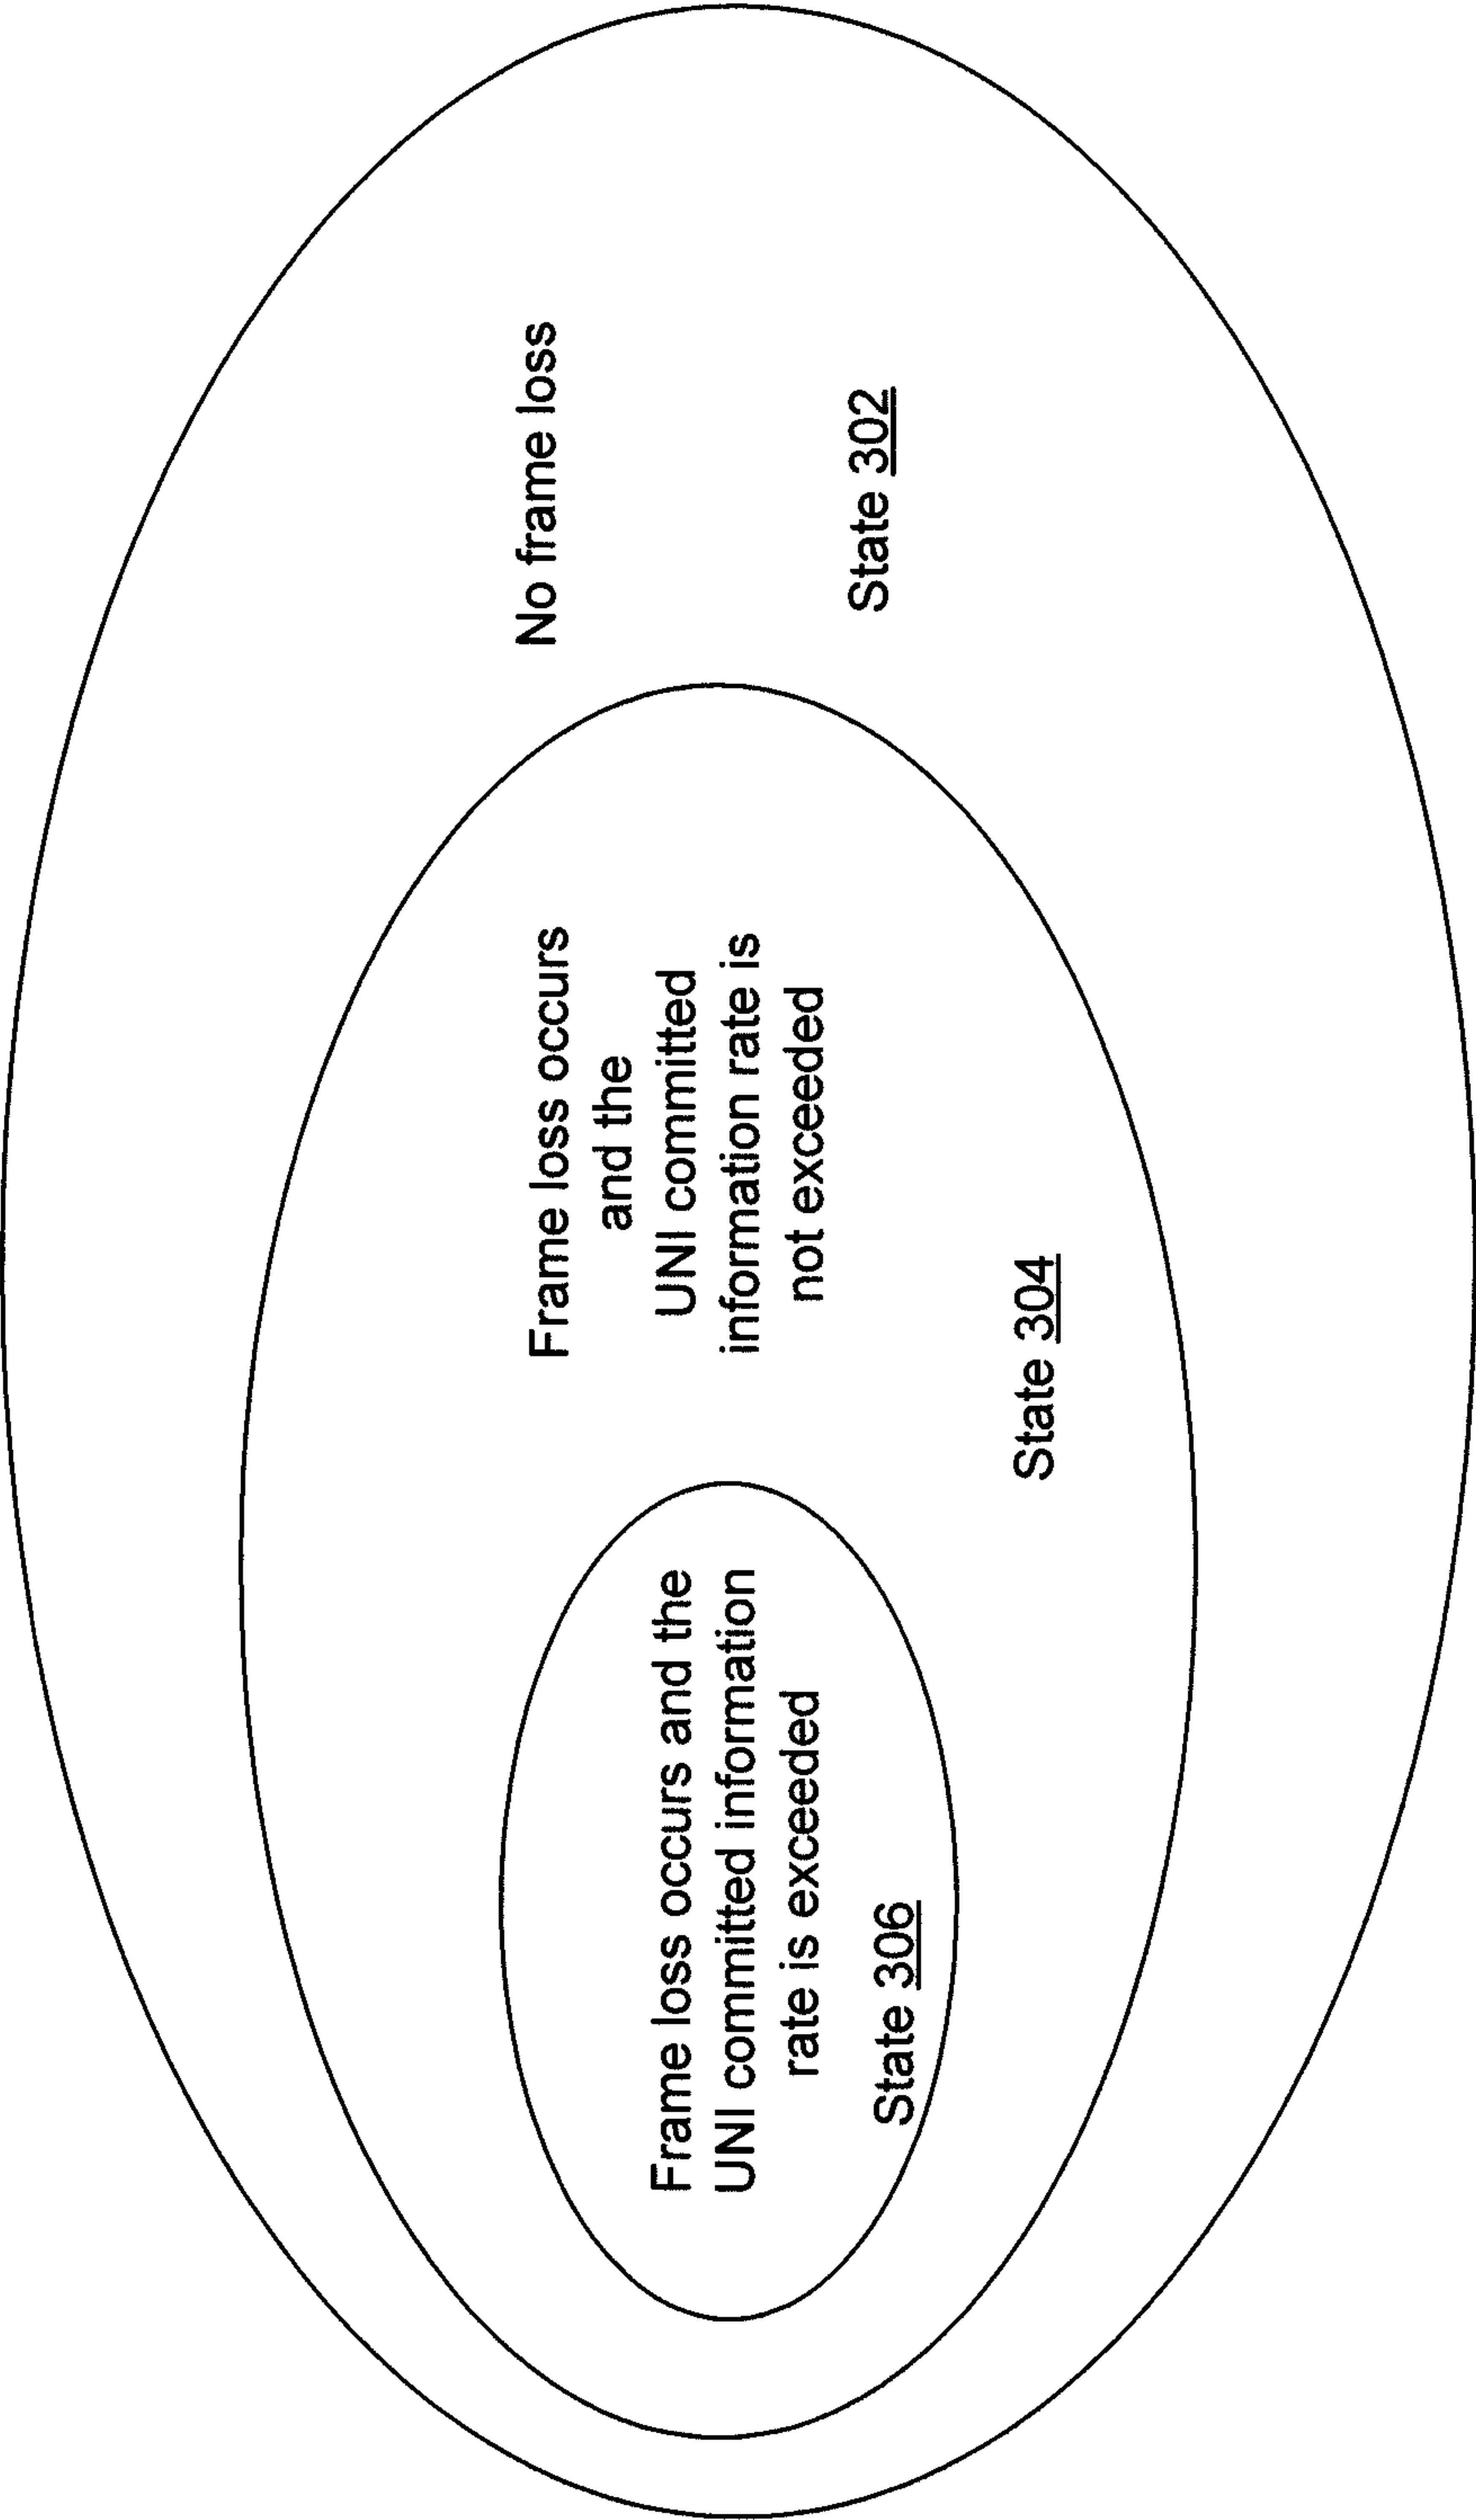 Frame loss occurs and the
UNI committed information
rate is exceeded
State 306
Frame loss occurs
and the
UNI committed
information rate is
not exceeded
State 304
No frame loss
State 302